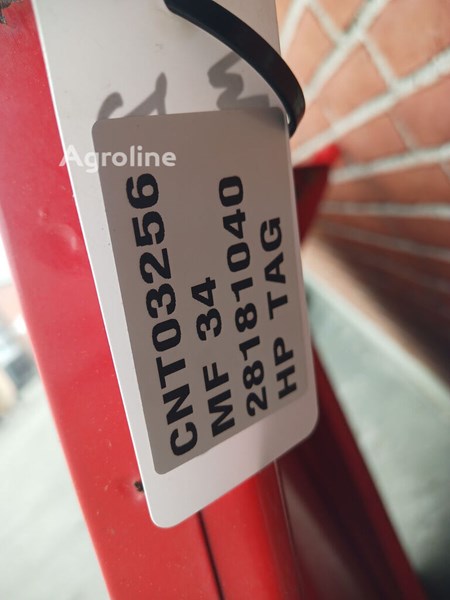 Agroline
CNT03256
MF 34
28181040
HP TAG